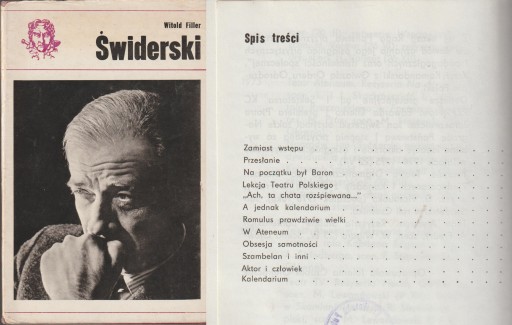 Witold Filler
Świderski
Spis treści
Zamiast wstępu
Przesłanie
Na początku był Baron
Lekcja Teatru Polskiego
„Ach, ta chata rozśpiewana..."
A jednak kalendarium
Romulus prawdziwie wielki
W Ateneum
Obsesja samotności
Szambelan i inni
Aktor i człowiek
Kalendarium